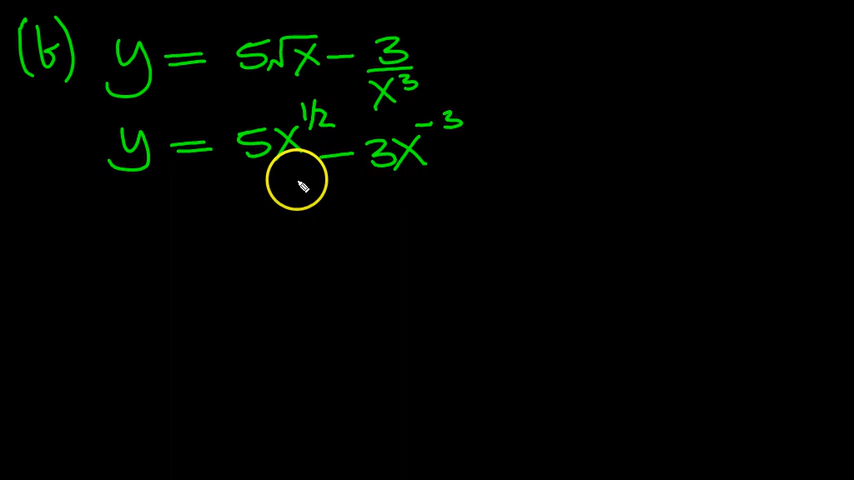 (b) y = 5√x - 3/x³
y = 5x^{1/2} - 3x^{-3}